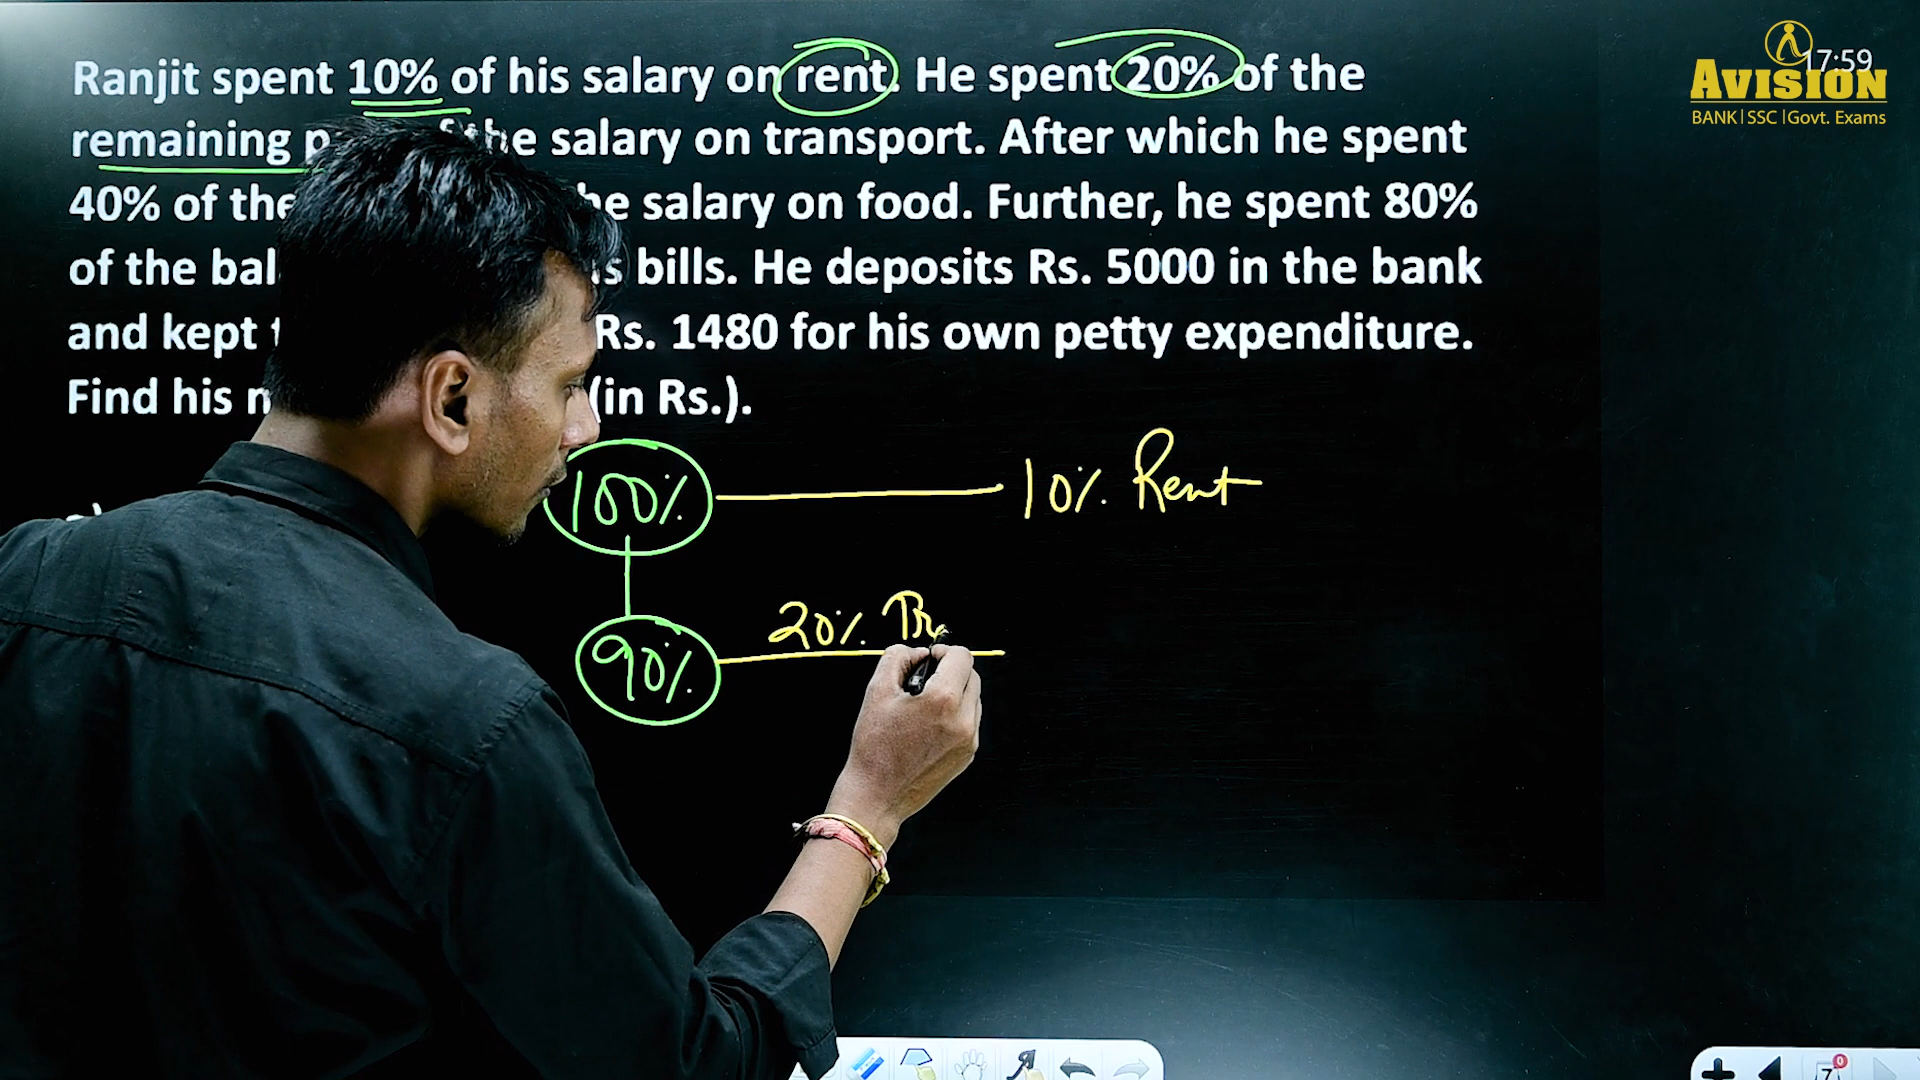 Ranjit spent 10% of his salary on rent. He spent 20% of the
remaining the salary on transport. After which he spent
40% of the salary on food. Further, he spent 80%
of the bills. He deposits Rs. 5000 in the bank
and kept Rs. 1480 for his own petty expenditure.
Find his (in Rs.).
100% 10% Rent
20% Tra
90%
17:59
AVISION
BANK|SSC|Govt. Exams